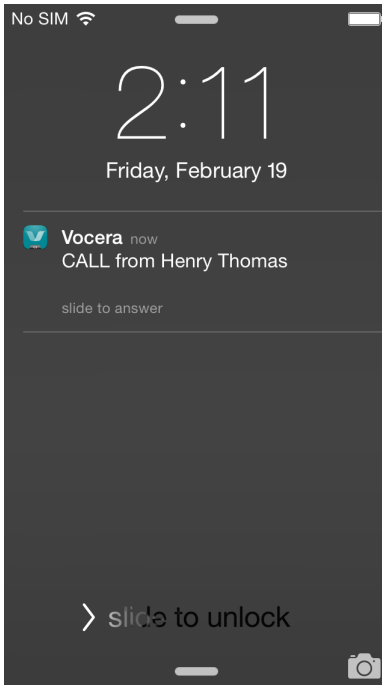 No SIM
2:11
Friday, February 19
Vocera now
CALL from Henry Thomas
slide to answer
slide to unlock